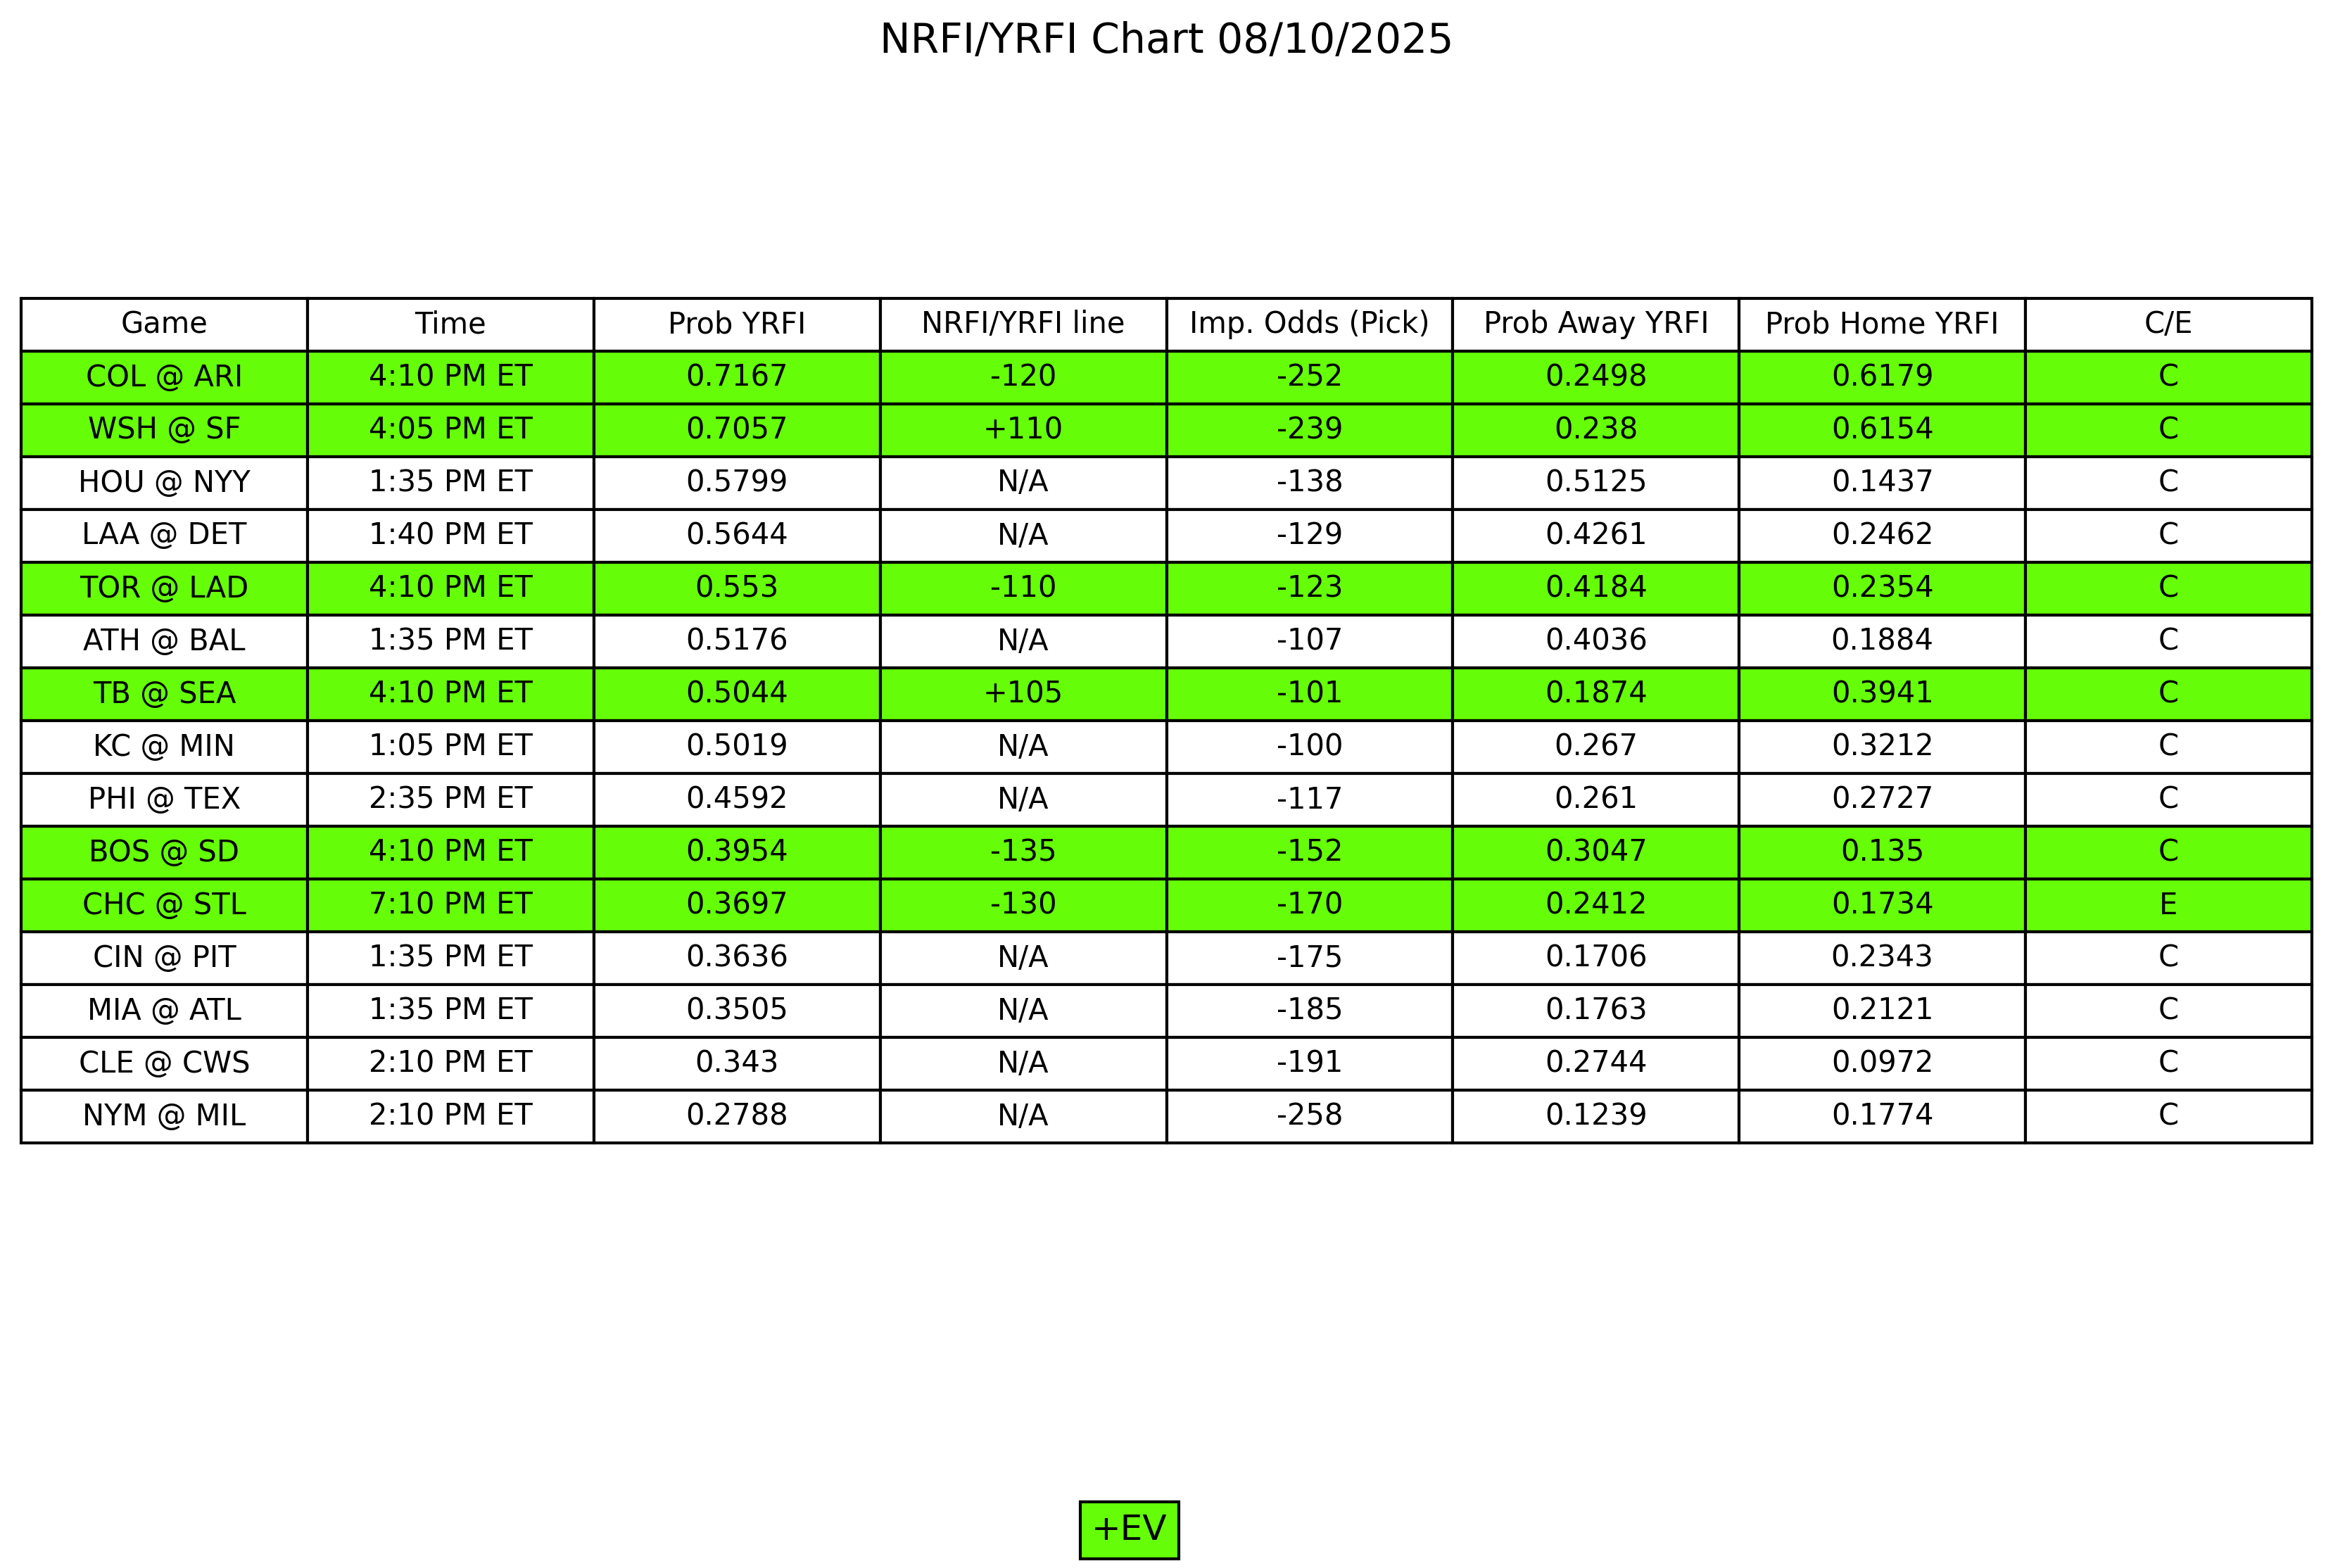 NRFI/YRFI Chart 08/10/2025
Game Time Prob YRFI NRFI/YRFI line Imp. Odds (Pick) Prob Away YRFI Prob Home YRFI C/E
COL @ ARI 4:10 PM ET 0.7167 -120 -252 0.2498 0.6179 C
WSH @ SF 4:05 PM ET 0.7057 +110 -239 0.238 0.6154 C
HOU @ NYY 1:35 PM ET 0.5799 N/A -138 0.5125 0.1437 C
LAA @ DET 1:40 PM ET 0.5644 N/A -129 0.4261 0.2462 C
TOR @ LAD 4:10 PM ET 0.553 -110 -123 0.4184 0.2354 C
ATH @ BAL 1:35 PM ET 0.5176 N/A -107 0.4036 0.1884 C
TB @ SEA 4:10 PM ET 0.5044 +105 -101 0.1874 0.3941 C
KC @ MIN 1:05 PM ET 0.5019 N/A -100 0.267 0.3212 C
PHI @ TEX 2:35 PM ET 0.4592 N/A -117 0.261 0.2727 C
BOS @ SD 4:10 PM ET 0.3954 -135 -152 0.3047 0.135 C
CHC @ STL 7:10 PM ET 0.3697 -130 -170 0.2412 0.1734 E
CIN @ PIT 1:35 PM ET 0.3636 N/A -175 0.1706 0.2343 C
MIA @ ATL 1:35 PM ET 0.3505 N/A -185 0.1763 0.2121 C
CLE @ CWS 2:10 PM ET 0.343 N/A -191 0.2744 0.0972 C
NYM @ MIL 2:10 PM ET 0.2788 N/A -258 0.1239 0.1774 C
+EV